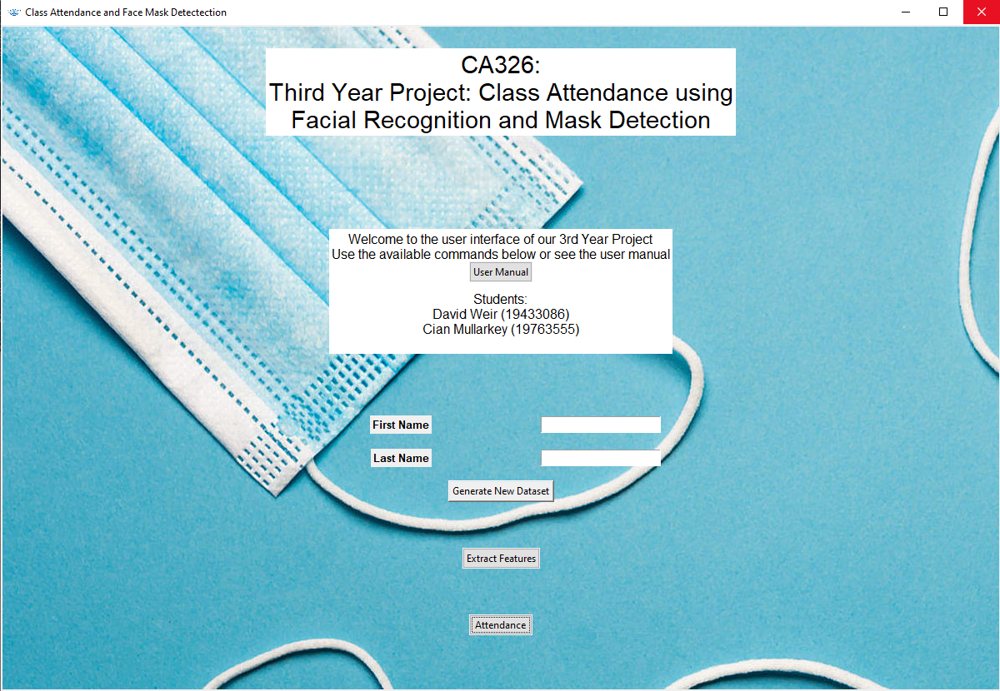 Class Attendance and Face Mask Detectection
CA326:
Third Year Project: Class Attendance using
Facial Recognition and Mask Detection
Welcome to the user interface of our 3rd Year Project
Use the available commands below or see the user manual
User Manual
Students:
David Weir (19433086)
Cian Mullarkey (19763555)
First Name
Last Name
Generate New Dataset
Extract Features
Attendance